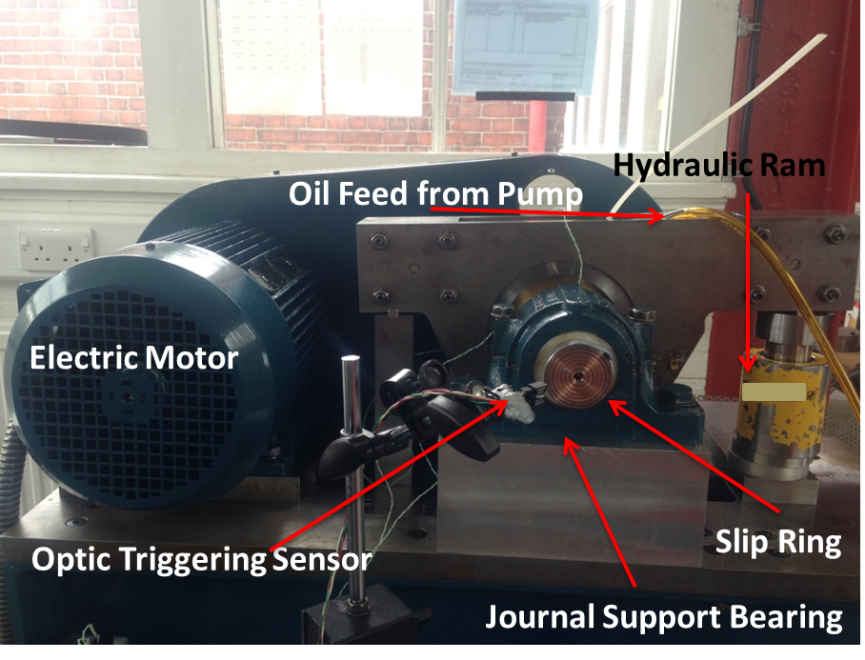 Hydraulic Ram
Oil Feed from Pump
Electric Motor
Optic Triggering Sensor
Slip Ring
Journal Support Bearing